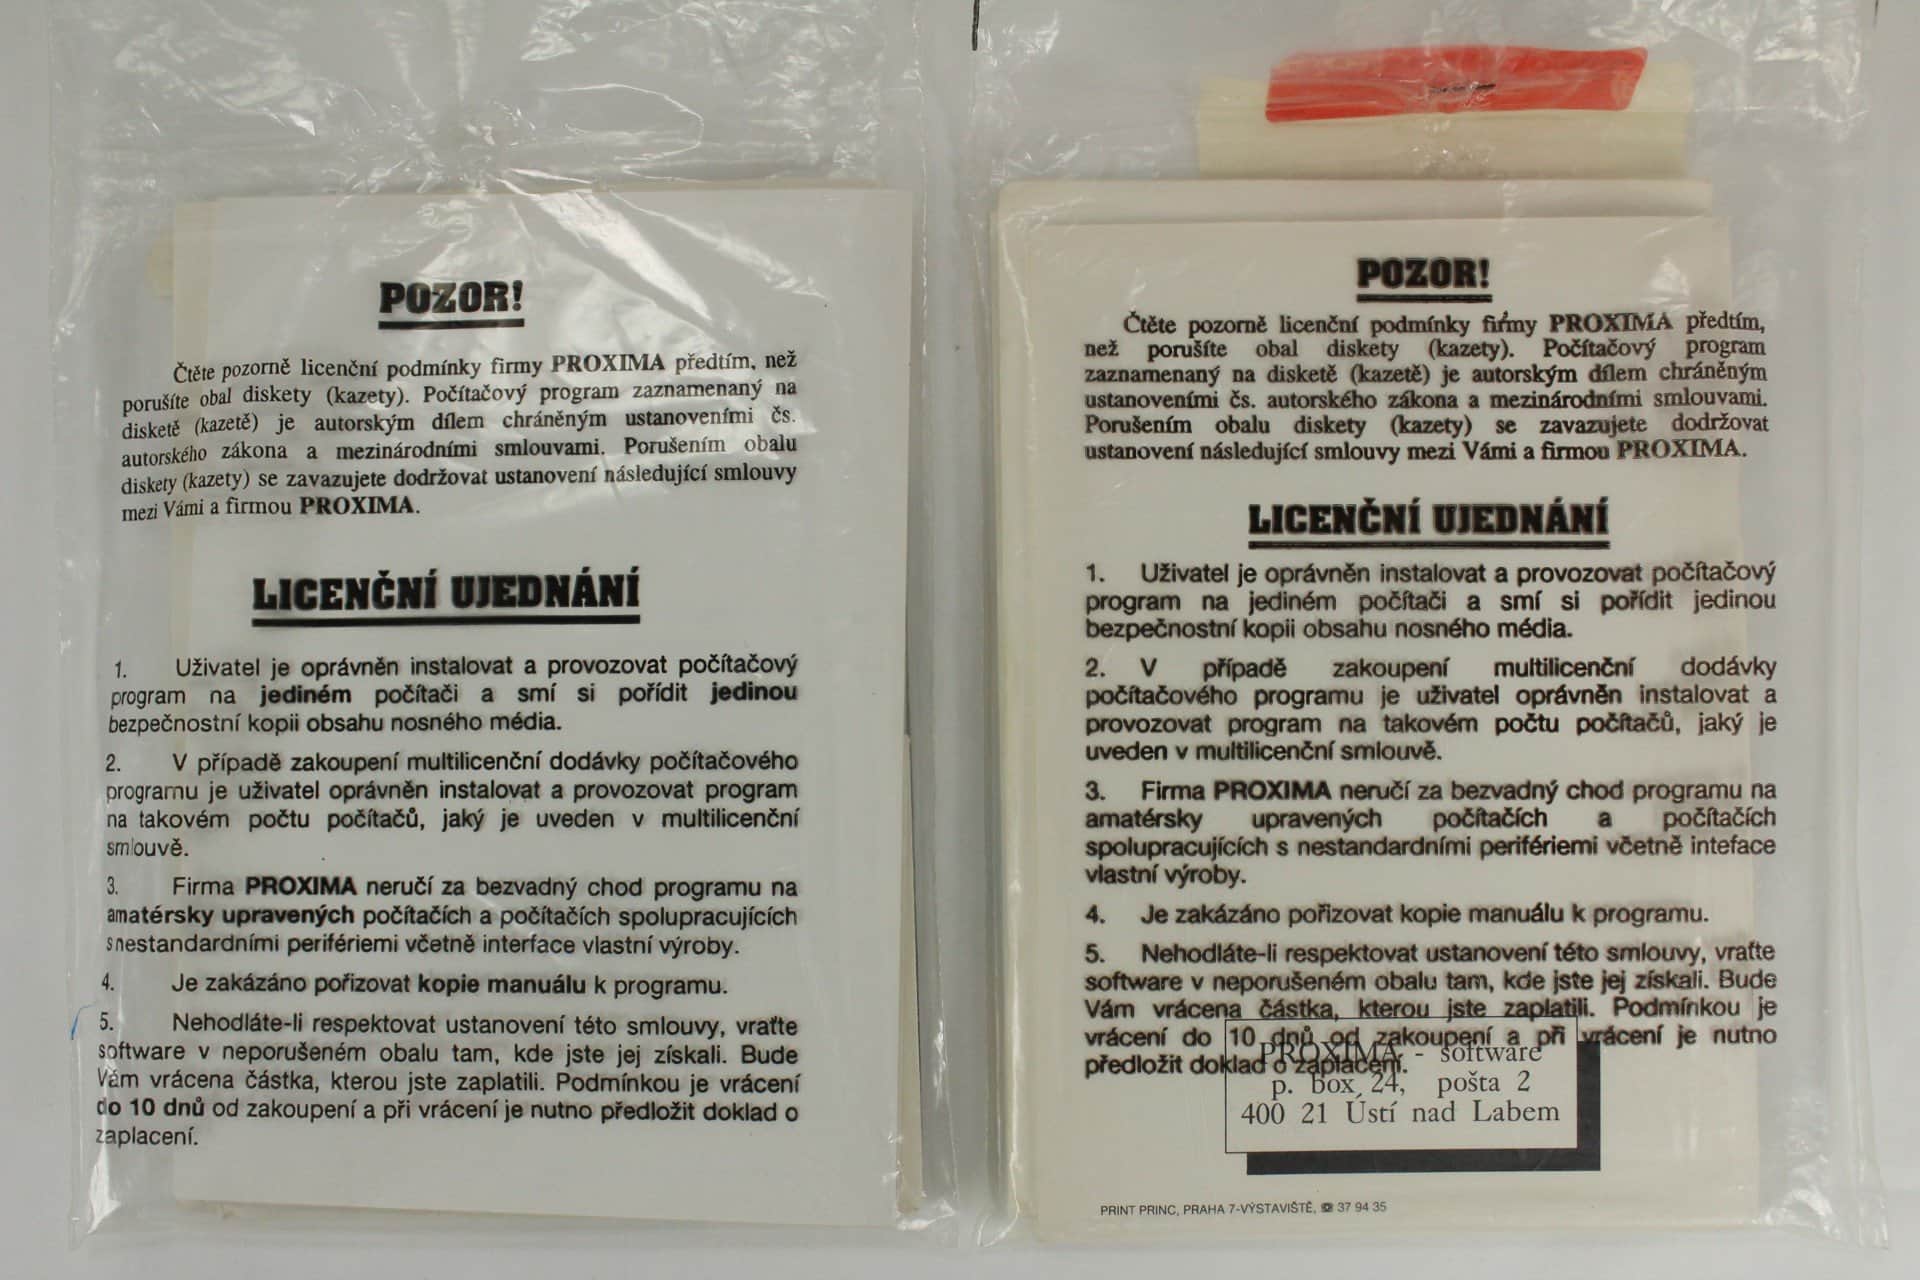 POZOR!
Čtěte pozorně licenční podmínky firmy PROXIMA předtím, než
porušíte obal diskety (kazety). Počítačový program zaznamenaný na
disketě (kazetě) je autorským dílem chráněným ustanoveními čs.
autorského zákona a mezinárodními smlouvami. Porušením obalu
diskety (kazety) se zavazujete dodržovat ustanovení následující smlouvy
mezi Vámi a firmou PROXIMA.
LICENČNÍ UJEDNÁNÍ
1. Uživatel je oprávněn instalovat a provozovat počítačový
program na jediném počítači a smí si pořídit jedinou
bezpečnostní kopii obsahu nosného média.
2. V případě zakoupení multilicenční dodávky počítačového
programu je uživatel oprávněn instalovat a provozovat program
na takovém počtu počítačů, jaký je uveden v multilicenční
smlouvě.
3. Firma PROXIMA neručí za bezvadný chod programu na
amatérsky upravených počítačích a počítačích spolupracujících
s nestandardními perifériemi včetně interface vlastní výroby.
4. Je zakázáno pořizovat kopie manuálu k programu.
5. Nehodláte-li respektovat ustanovení této smlouvy, vraťte
software v neporušeném obalu tam, kde jste jej získali. Bude
Vám vrácena částka, kterou jste zaplatili. Podmínkou je vrácení
do 10 dnů od zakoupení a při vrácení je nutno předložit doklad o
zaplacení.
POZOR!
Čtěte pozorně licenční podmínky firmy PROXIMA předtím,
než porušíte obal diskety (kazety). Počítačový program
zaznamenaný na disketě (kazetě) je autorským dílem chráněným
ustanoveními čs. autorského zákona a mezinárodními smlouvami.
Porušením obalu diskety (kazety) se zavazujete dodržovat
ustanovení následující smlouvy mezi Vámi a firmou PROXIMA.
LICENČNÍ UJEDNÁNÍ
1. Uživatel je oprávněn instalovat a provozovat počítačový
program na jediném počítači a smí si pořídit jedinou
bezpečnostní kopii obsahu nosného média.
2. V případě zakoupení multilicenční dodávky
počítačového programu je uživatel oprávněn instalovat a
provozovat program na takovém počtu počítačů, jaký je
uveden v multilicenční smlouvě.
3. Firma PROXIMA neručí za bezvadný chod programu na
amatérsky upravených počítačích a počítačích
spolupracujících s nestandardními perifériemi včetně inteface
vlastní výroby.
4. Je zakázáno pořizovat kopie manuálu k programu.
5. Nehodláte-li respektovat ustanovení této smlouvy, vraťte
software v neporušeném obalu tam, kde jste jej získali. Bude
Vám vrácena částka, kterou jste zaplatili. Podmínkou je
vrácení do 10 dnů od zakoupení a při vrácení je nutno
předložit doklad o zaplacení.
PROXIMA - software
p. box 24, pošta 2
400 21 Ústí nad Labem
PRINT PRINC, PRAHA 7-VÝSTAVIŠTĚ, ☎ 37 94 35